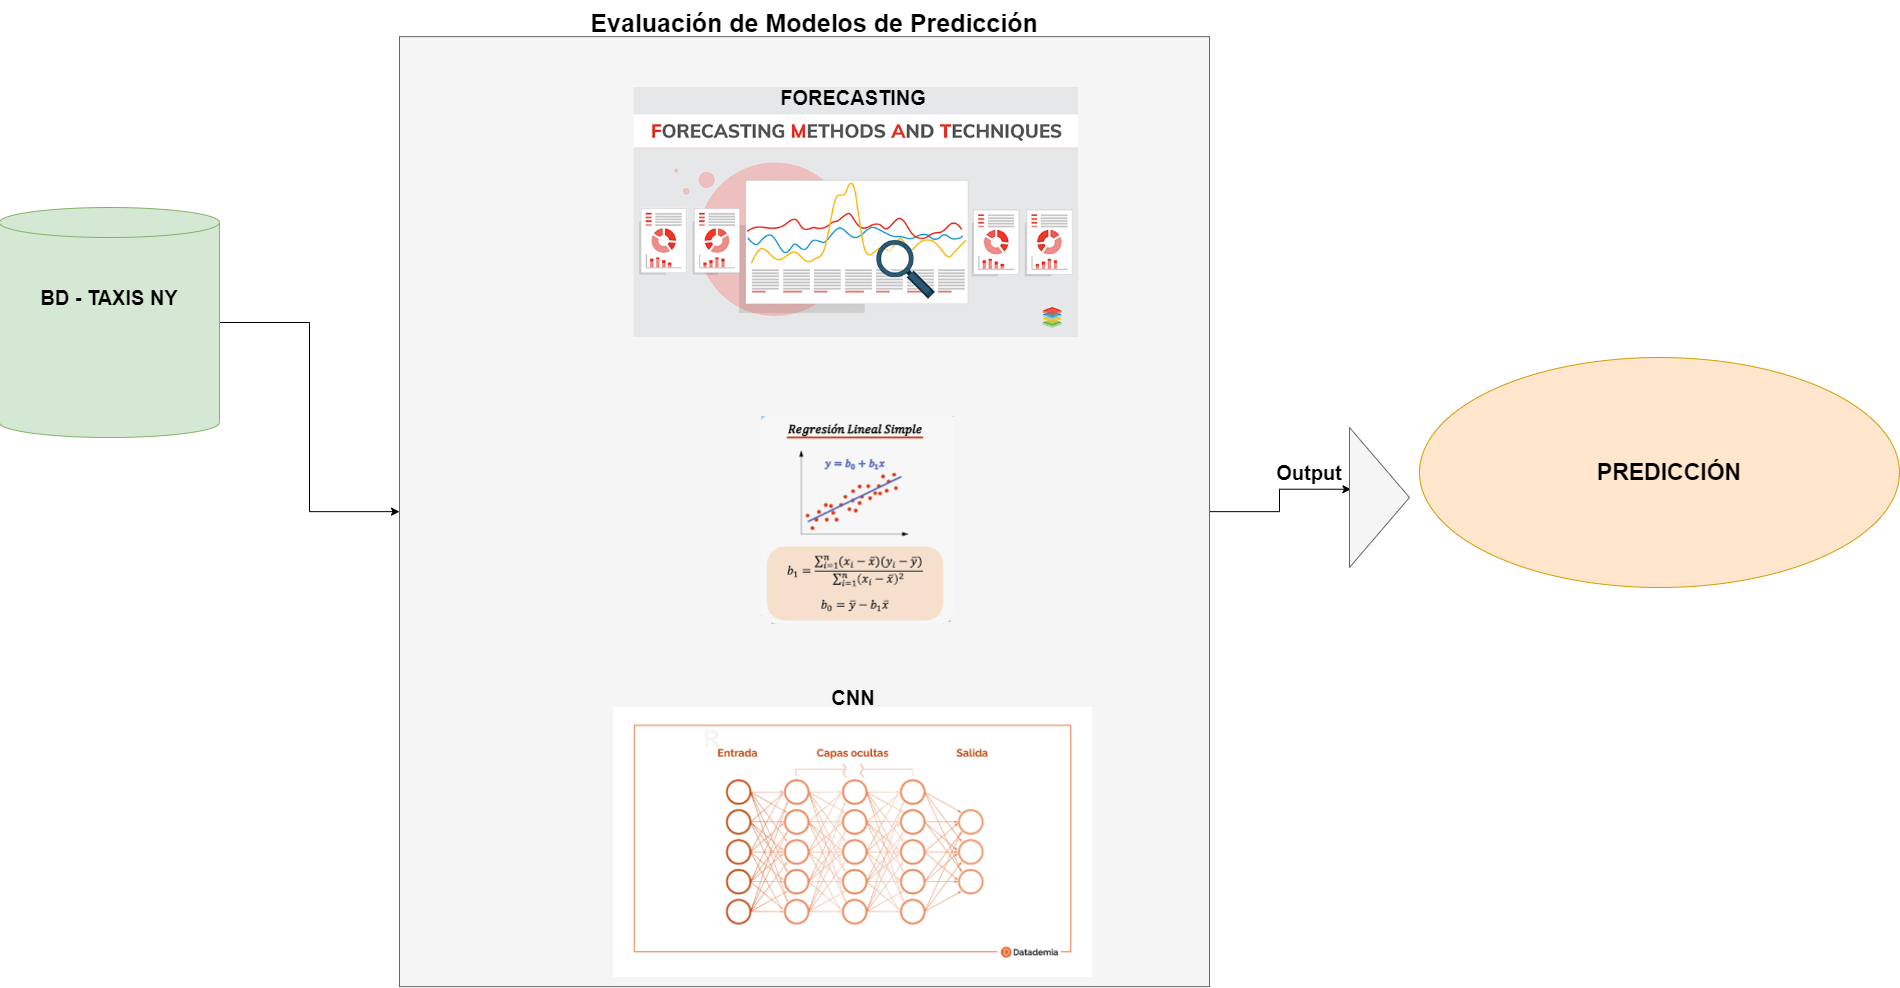 Evaluación de Modelos de Predicción
FORECASTING
FORECASTING METHODS AND TECHNIQUES
BD - TAXIS NY
Regresión Lineal Simple
y = b₀ + b₁x
b₁ = ∑ⁿᵢ₌₁(xᵢ − x̄)(yᵢ − ȳ) / ∑ⁿᵢ₌₁(xᵢ − x̄)²
b₀ = ȳ − b₁x̄
Output
PREDICCIÓN
CNN
R
Entrada Capas ocultas Salida
Datademia